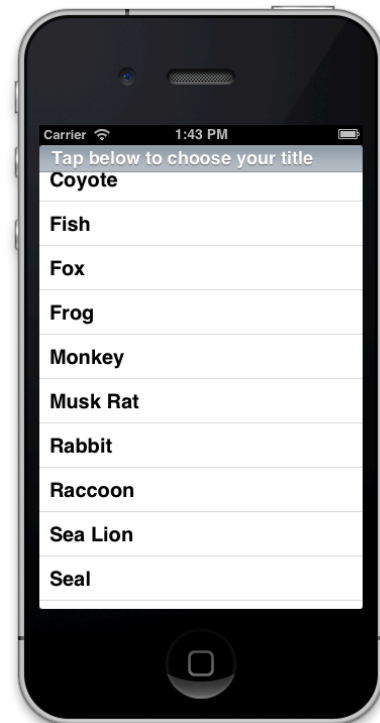 Carrier 1:43 PM
Tap below to choose your title
Coyote
Fish
Fox
Frog
Monkey
Musk Rat
Rabbit
Raccoon
Sea Lion
Seal